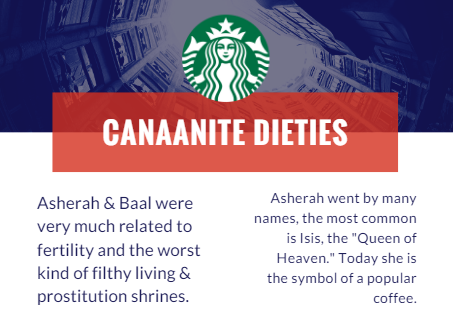 CANAANITE DIETIES
Asherah & Baal were
very much related to
fertility and the worst
kind of filthy living &
prostitution shrines.
Asherah went by many
names, the most common
is Isis, the "Queen of
Heaven." Today she is
the symbol of a popular
coffee.